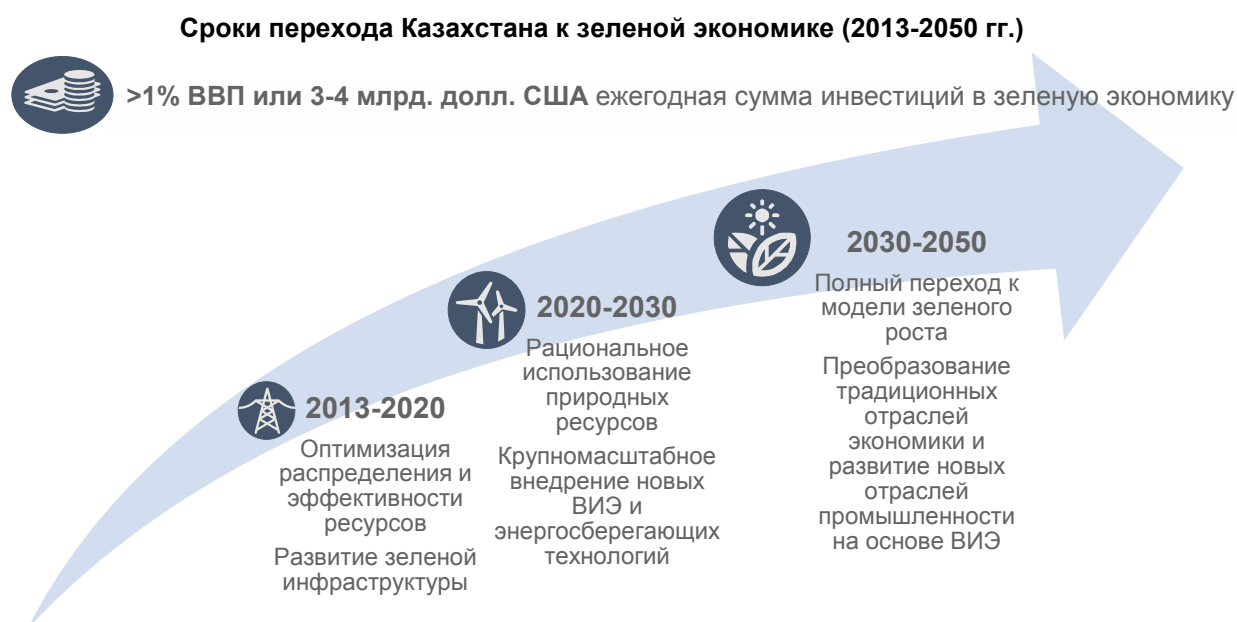 Сроки перехода Казахстана к зеленой экономике (2013-2050 гг.)
>1% ВВП или 3-4 млрд. долл. США ежегодная сумма инвестиций в зеленую экономику
2013-2020
Оптимизация
распределения и
эффективности
ресурсов
Развитие зеленой
инфраструктуры
2020-2030
Рациональное
использование
природных
ресурсов
Крупномасштабное
внедрение новых
ВИЭ и
энергосберегающих
технологий
2030-2050
Полный переход к
модели зеленого
роста
Преобразование
традиционных
отраслей
экономики и
развитие новых
отраслей
промышленности
на основе ВИЭ